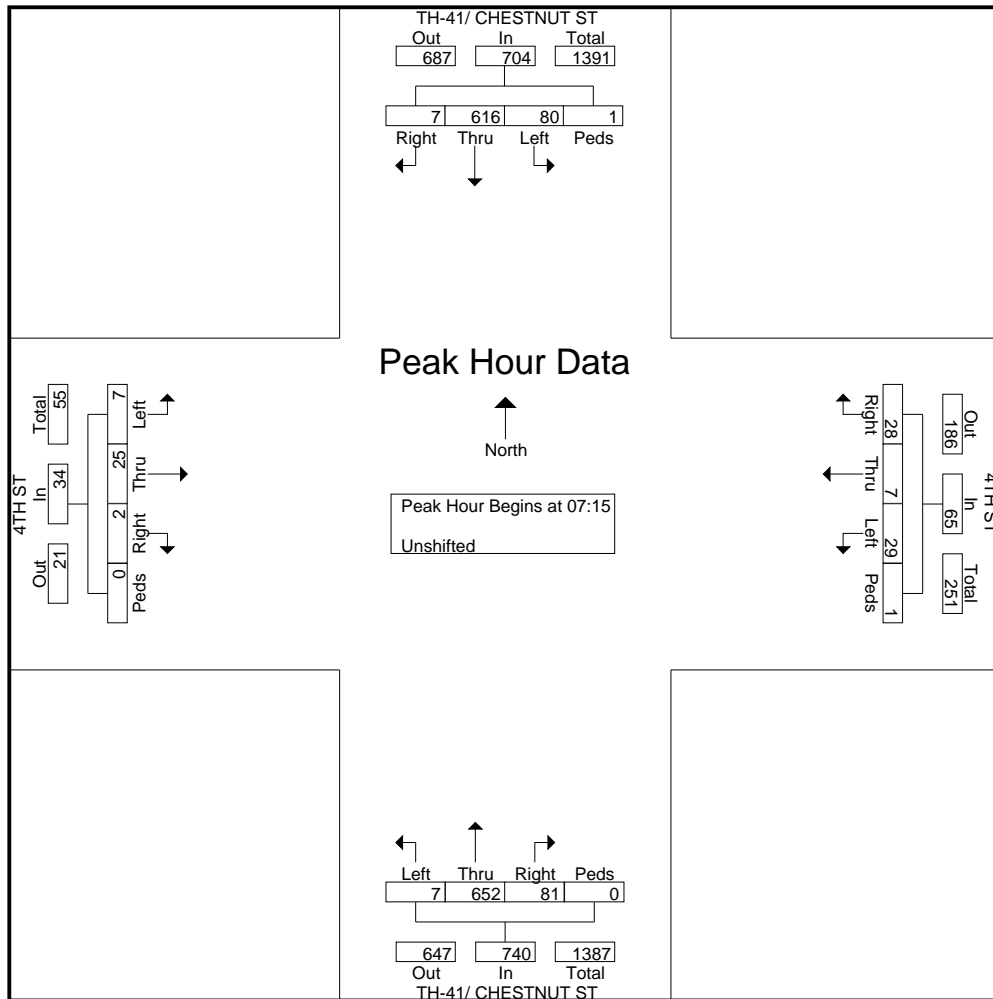 TH-41/ CHESTNUT ST
Out In Total
687 704 1391
7 616 80 1
Right Thru Left Peds
Peak Hour Data
North
Peak Hour Begins at 07:15
Unshifted
4TH ST
Total In Out
55 34 21
7 25 2 0
Left Thru Right Peds
Right Thru Left Peds
28 7 29 1
Out In Total
186 65 251
4TH ST
Left Thru Right Peds
7 652 81 0
647 740 1387
Out In Total
TH-41/ CHESTNUT ST